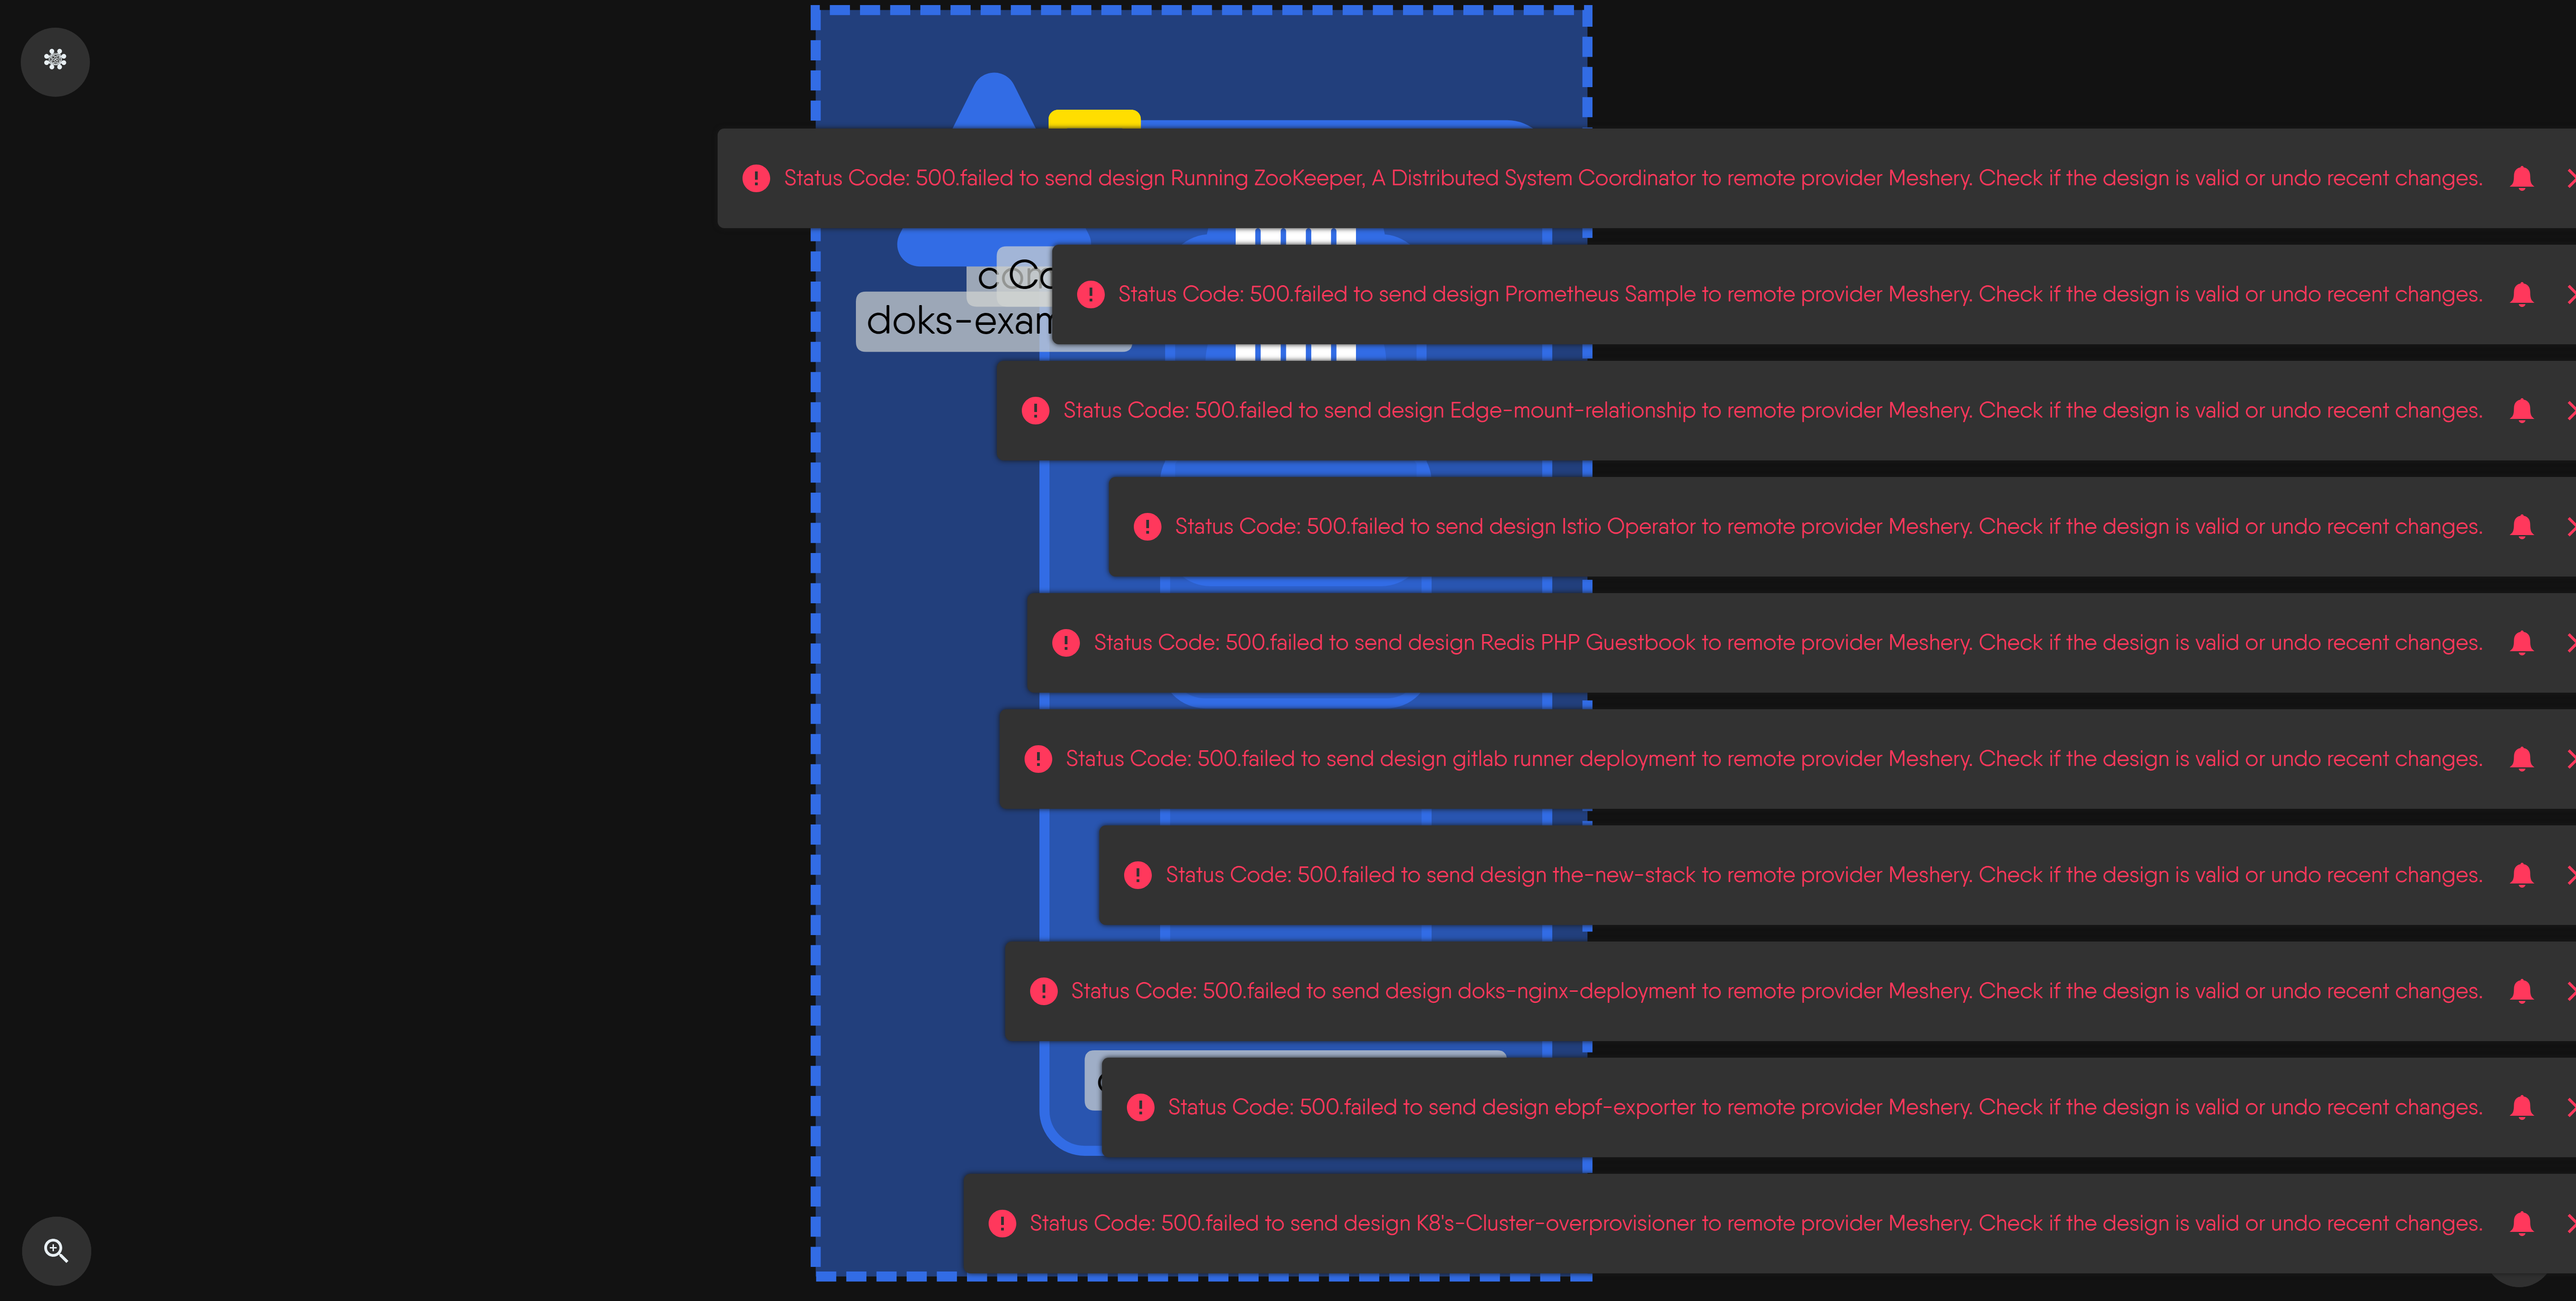 Status Code: 500.failed to send design Running ZooKeeper, A Distributed System Coordinator to remote provider Meshery. Check if the design is valid or undo recent changes.
Status Code: 500.failed to send design Prometheus Sample to remote provider Meshery. Check if the design is valid or undo recent changes.
doks-exam
Status Code: 500.failed to send design Edge-mount-relationship to remote provider Meshery. Check if the design is valid or undo recent changes.
Status Code: 500.failed to send design Istio Operator to remote provider Meshery. Check if the design is valid or undo recent changes.
Status Code: 500.failed to send design Redis PHP Guestbook to remote provider Meshery. Check if the design is valid or undo recent changes.
Status Code: 500.failed to send design gitlab runner deployment to remote provider Meshery. Check if the design is valid or undo recent changes.
Status Code: 500.failed to send design the-new-stack to remote provider Meshery. Check if the design is valid or undo recent changes.
Status Code: 500.failed to send design doks-nginx-deployment to remote provider Meshery. Check if the design is valid or undo recent changes.
Status Code: 500.failed to send design ebpf-exporter to remote provider Meshery. Check if the design is valid or undo recent changes.
Status Code: 500.failed to send design K8's-Cluster-overprovisioner to remote provider Meshery. Check if the design is valid or undo recent changes.